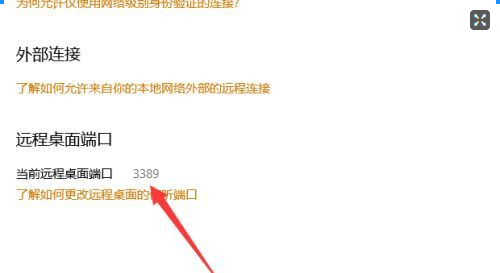 为何允许仅使用网络级别身份验证的连接?
外部连接
了解如何允许来自你的本地网络外部的远程连接
远程桌面端口
当前远程桌面端口 3389
了解如何更改远程桌面的侦听端口